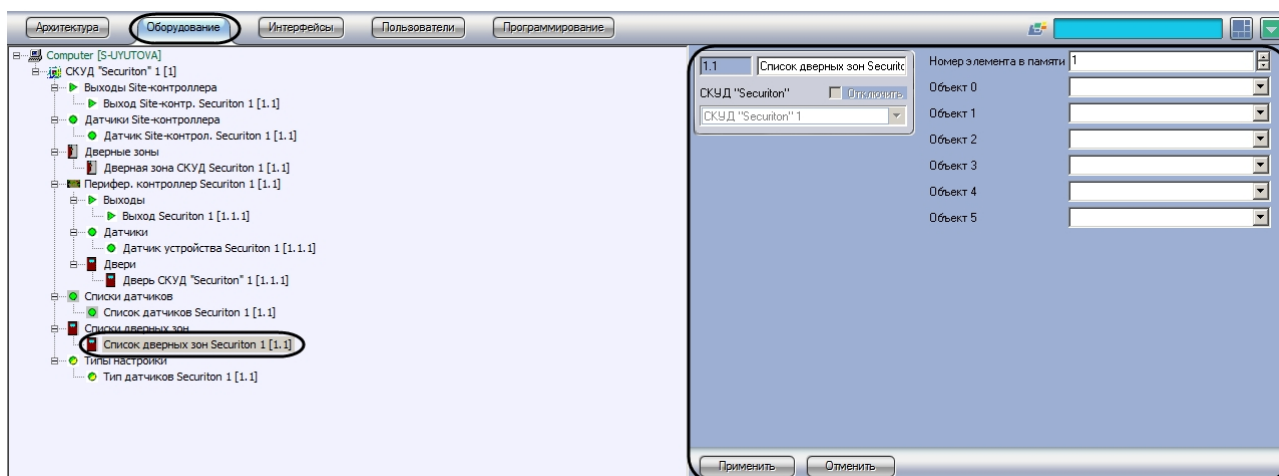 Архитектура Оборудование Интерфейсы Пользователи Программирование
Computer [S-UYUTOVA]
СКУД "Securiton" 1 [1]
Выходы Site-контроллера
Выход Site-контр. Securiton 1 [1.1]
Датчики Site-контроллера
Датчик Site-контрол. Securiton 1 [1.1]
Дверные зоны
Дверная зона СКУД Securiton 1 [1.1]
Перифер. контроллер Securiton 1 [1.1]
Выходы
Выход Securiton 1 [1.1.1]
Датчики
Датчик устройства Securiton 1 [1.1.1]
Двери
Дверь СКУД "Securiton" 1 [1.1.1]
Списки датчиков
Список датчиков Securiton 1 [1.1]
Списки дверных зон
Список дверных зон Securiton 1 [1.1]
Типы настройки
Тип датчиков Securiton 1 [1.1]
1.1 Список дверных зон Securitc
СКУД "Securiton" Отключить
СКУД "Securiton" 1
Номер элемента в памяти 1
Объект 0
Объект 1
Объект 2
Объект 3
Объект 4
Объект 5
Применить Отменить